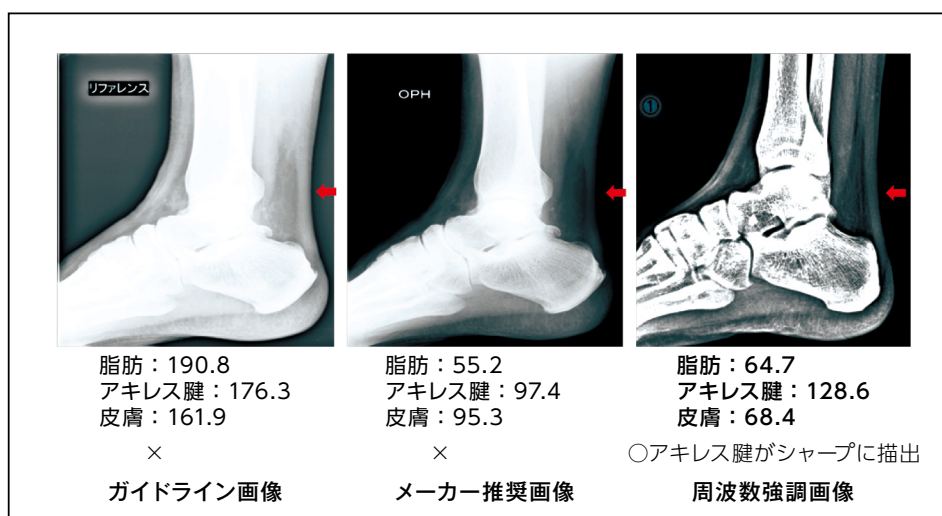 リファレンス
OPH
①
脂肪：190.8
アキレス腱：176.3
皮膚：161.9
×
ガイドライン画像
脂肪：55.2
アキレス腱：97.4
皮膚：95.3
×
メーカー推奨画像
脂肪：64.7
アキレス腱：128.6
皮膚：68.4
○アキレス腱がシャープに描出
周波数強調画像